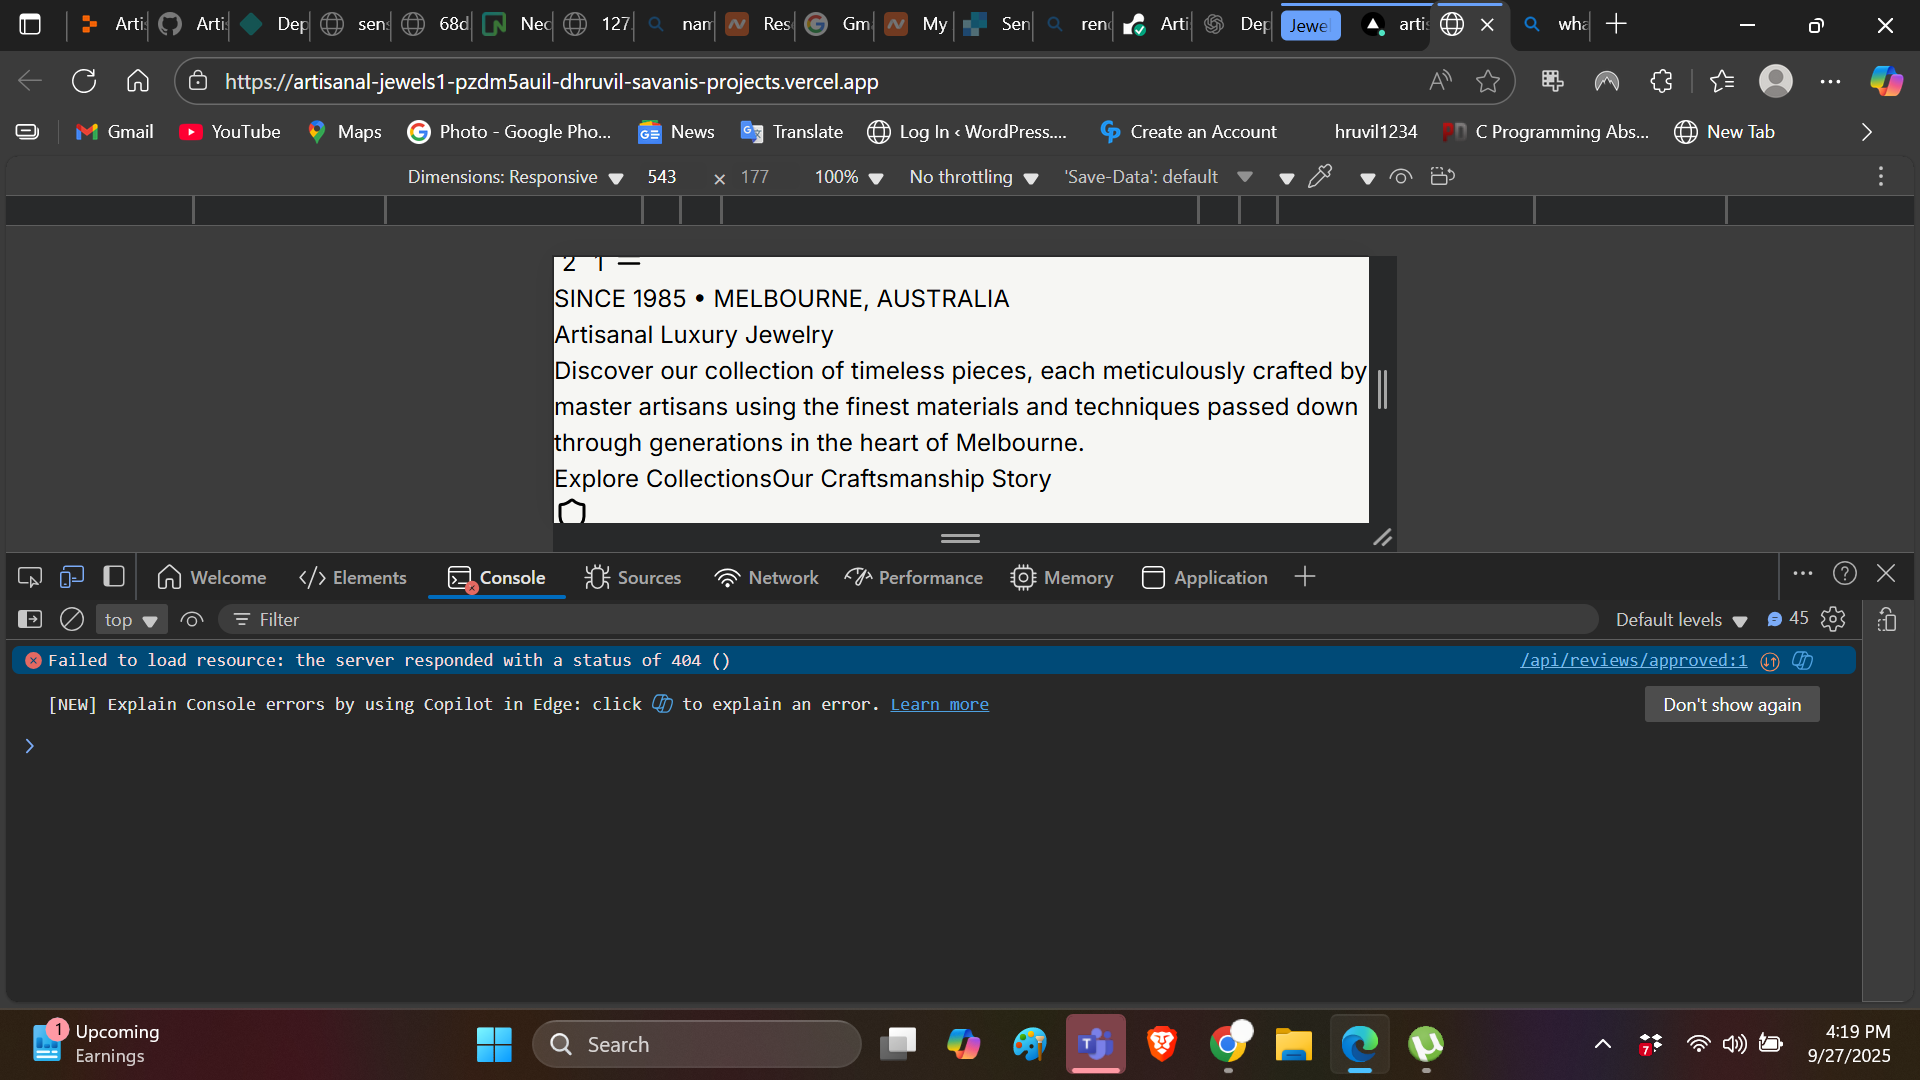 Arti
Arti
Dep
sens
68d
Nec
127.
nam
Res
Gm
My
Sen
ren
Arti
Dep
Jewe
artis
wha
https://artisanal-jewels1-pzdm5auil-dhruvil-savanis-projects.vercel.app
Gmail
YouTube
Maps
Photo - Google Pho...
News
Translate
Log In ‹ WordPress....
Create an Account
hruvil1234
C Programming Abs...
New Tab
Dimensions: Responsive 543 × 177 100% No throttling 'Save-Data': default
2 1
SINCE 1985 • MELBOURNE, AUSTRALIA
Artisanal Luxury Jewelry
Discover our collection of timeless pieces, each meticulously crafted by
master artisans using the finest materials and techniques passed down
through generations in the heart of Melbourne.
Explore CollectionsOur Craftsmanship Story
Welcome
Elements
Console
Sources
Network
Performance
Memory
Application
top
Filter
Default levels
45
Failed to load resource: the server responded with a status of 404 () /api/reviews/approved:1
[NEW] Explain Console errors by using Copilot in Edge: click to explain an error. Learn more
Don't show again
1
Upcoming
Earnings
Search
7
4:19 PM
9/27/2025